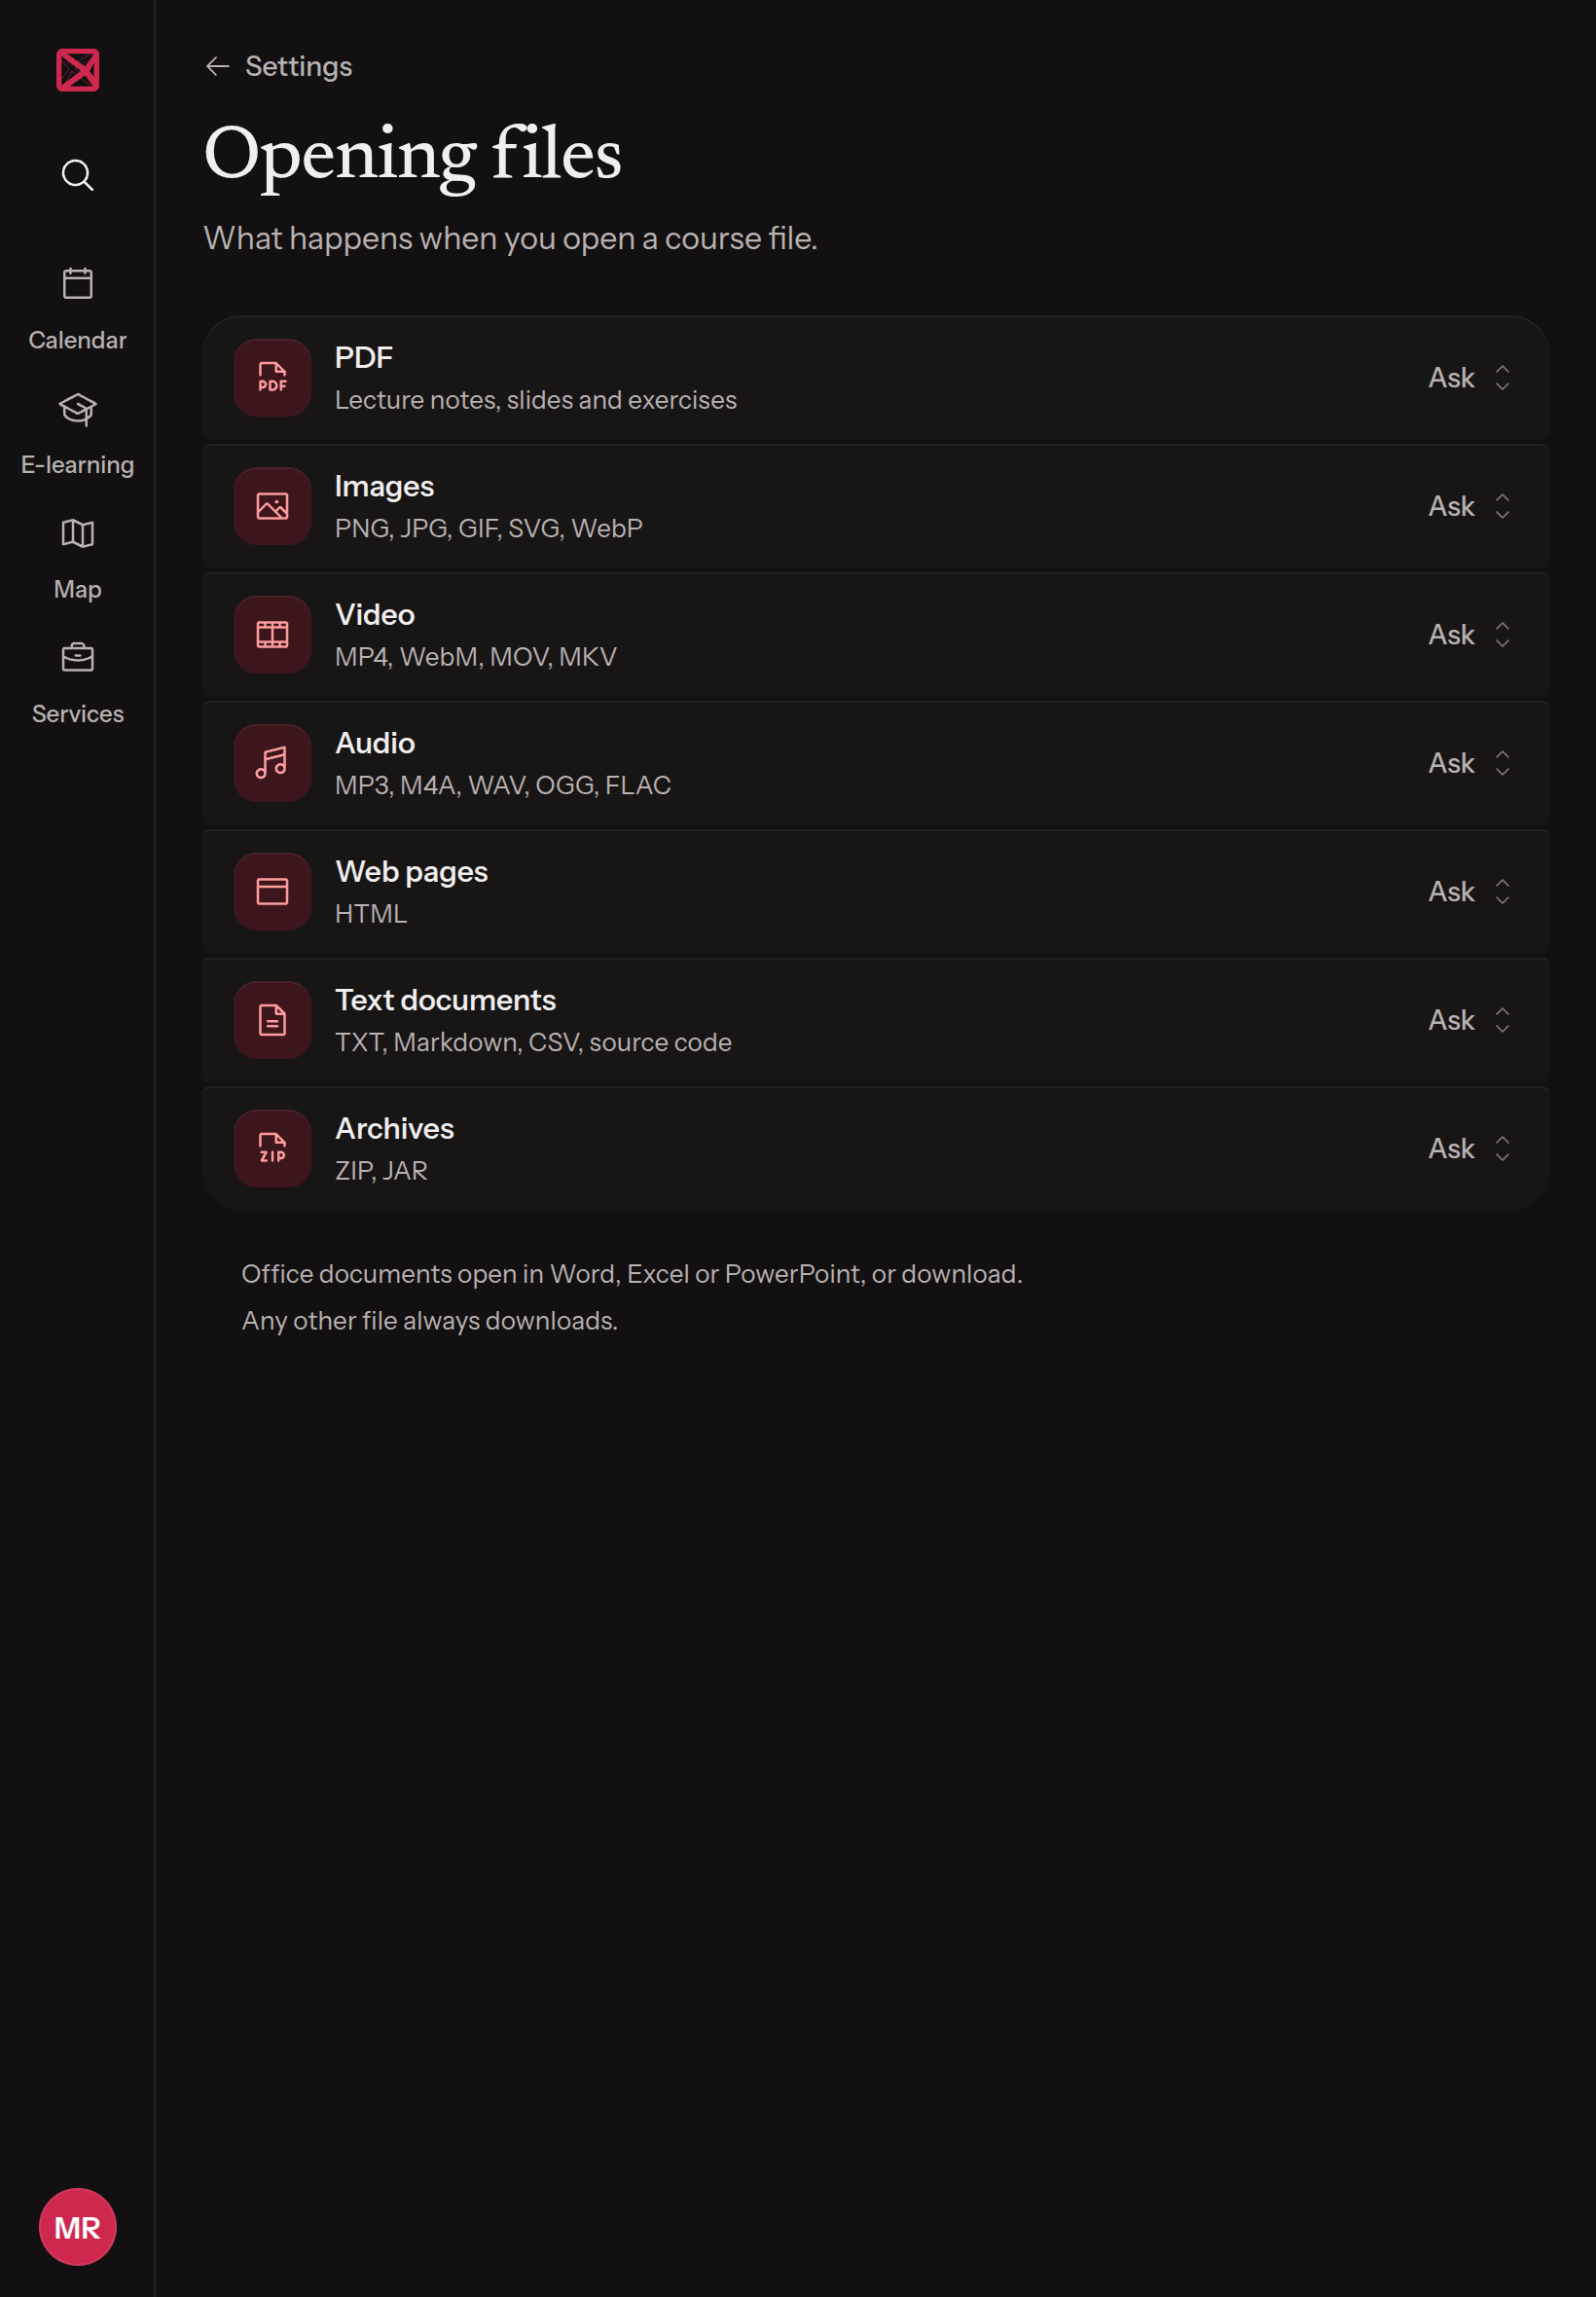 Settings
Opening files
What happens when you open a course file.
Calendar
E-learning
Map
Services
PDF
PDF
Lecture notes, slides and exercises
Ask
Images
PNG, JPG, GIF, SVG, WebP
Ask
Video
MP4, WebM, MOV, MKV
Ask
Audio
MP3, M4A, WAV, OGG, FLAC
Ask
Web pages
HTML
Ask
Text documents
TXT, Markdown, CSV, source code
Ask
ZIP
Archives
ZIP, JAR
Ask
Office documents open in Word, Excel or PowerPoint, or download.
Any other file always downloads.
MR